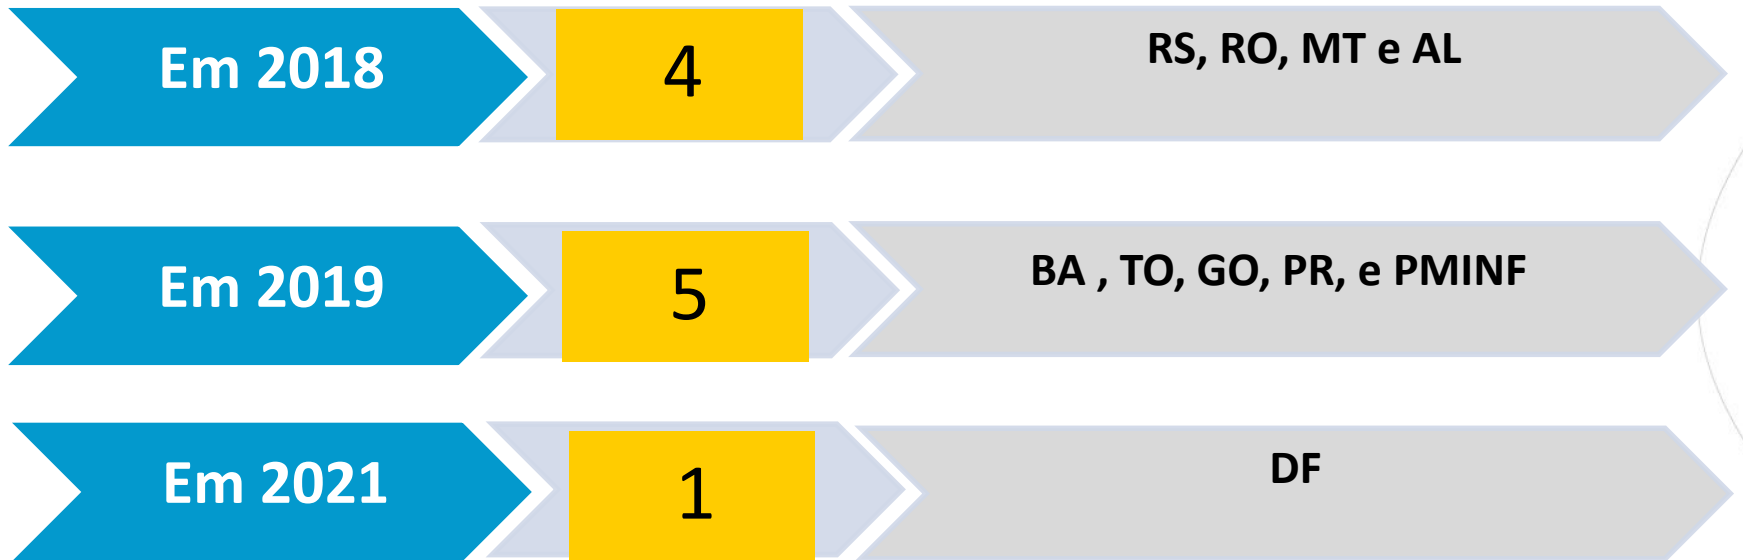 Em 2018
4
RS, RO, MT e AL
Em 2019
5
BA , TO, GO, PR, e PMINF
Em 2021
1
DF